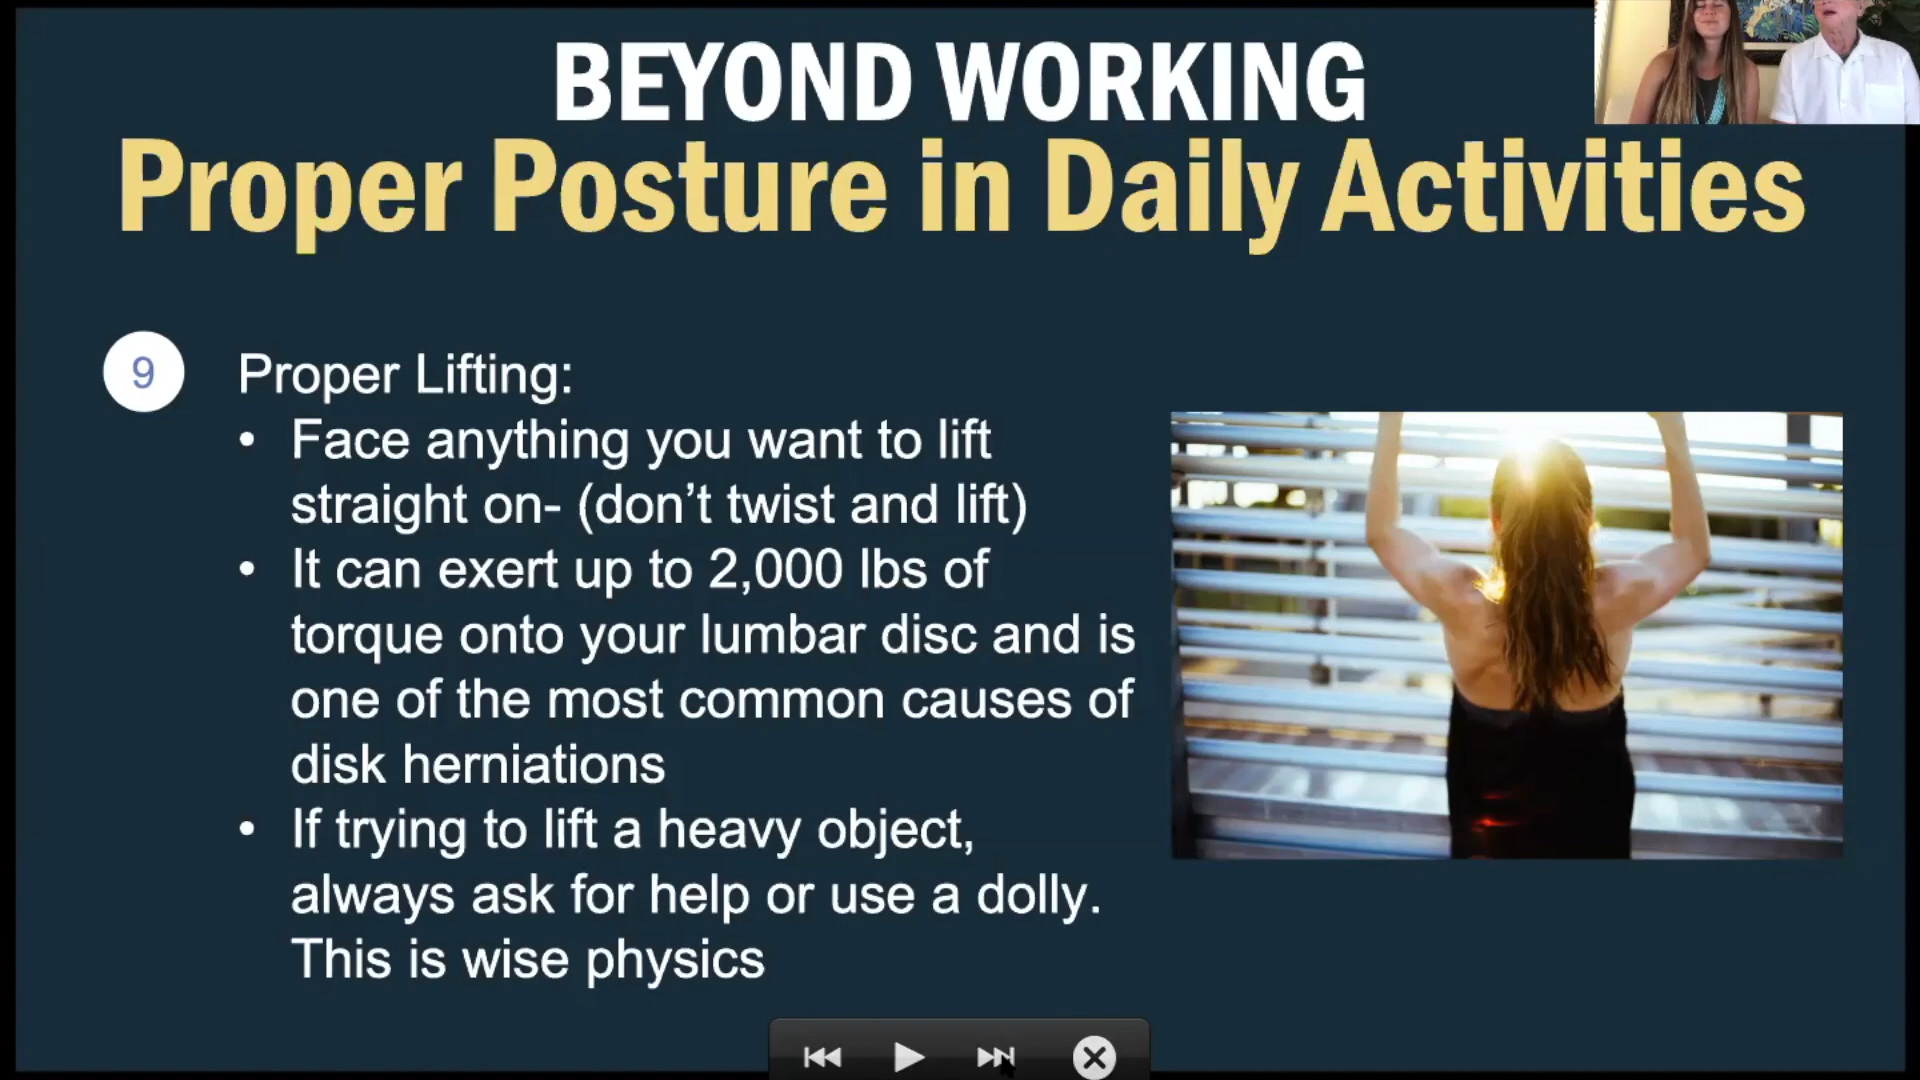 BEYOND WORKING
Proper Posture in Daily Activities
9
Proper Lifting:
• Face anything you want to lift
straight on- (don’t twist and lift)
• It can exert up to 2,000 lbs of
torque onto your lumbar disc and is
one of the most common causes of
disk herniations
• If trying to lift a heavy object,
always ask for help or use a dolly.
This is wise physics